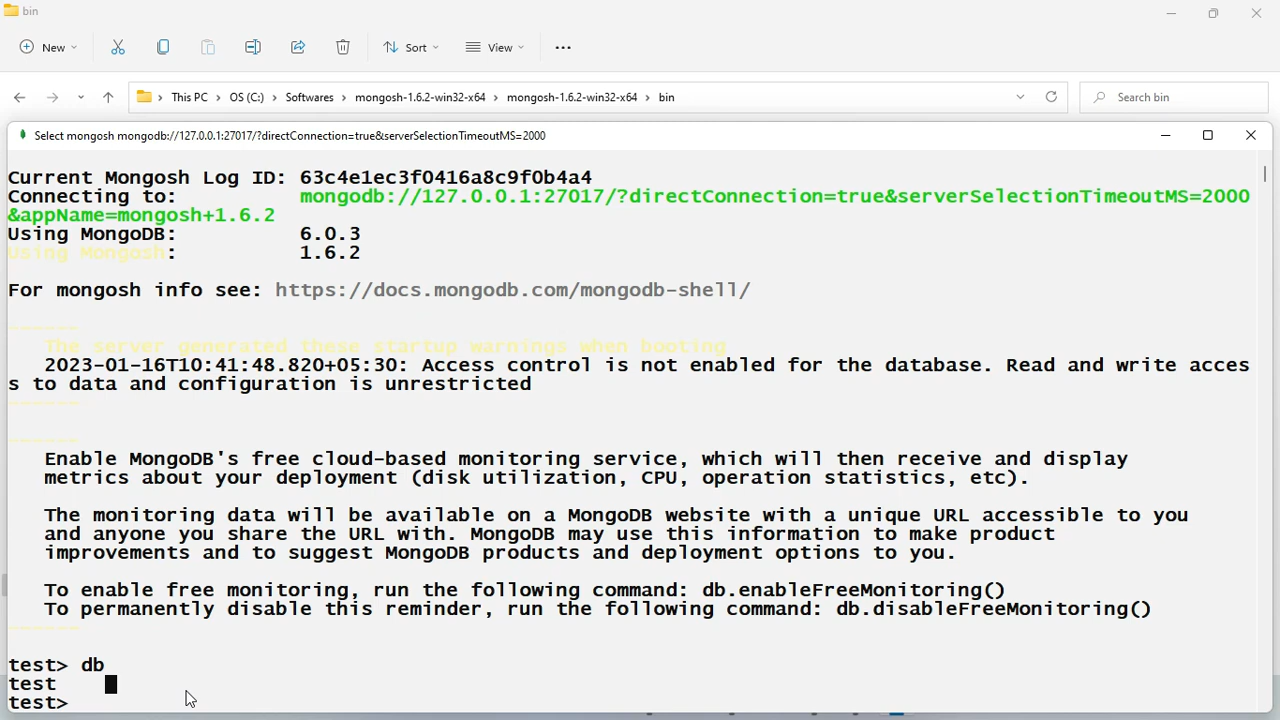 bin
New
Sort
View
This PC > OS (C:) > Softwares > mongosh-1.6.2-win32-x64 > mongosh-1.6.2-win32-x64 > bin
Search bin
Select mongosh mongodb://127.0.0.1:27017/?directConnection=true&serverSelectionTimeoutMS=2000
Current Mongosh Log ID: 63c4e1ec3f0416a8c9f0b4a4
Connecting to: mongodb://127.0.0.1:27017/?directConnection=true&serverSelectionTimeoutMS=2000
&appName=mongosh+1.6.2
Using MongoDB: 6.0.3
Using Mongosh: 1.6.2
For mongosh info see: https://docs.mongodb.com/mongodb-shell/
------
The server generated these startup warnings when booting
2023-01-16T10:41:48.820+05:30: Access control is not enabled for the database. Read and write acces
s to data and configuration is unrestricted
------
------
Enable MongoDB's free cloud-based monitoring service, which will then receive and display
metrics about your deployment (disk utilization, CPU, operation statistics, etc).
The monitoring data will be available on a MongoDB website with a unique URL accessible to you
and anyone you share the URL with. MongoDB may use this information to make product
improvements and to suggest MongoDB products and deployment options to you.
To enable free monitoring, run the following command: db.enableFreeMonitoring()
To permanently disable this reminder, run the following command: db.disableFreeMonitoring()
------
test> db
test
test>